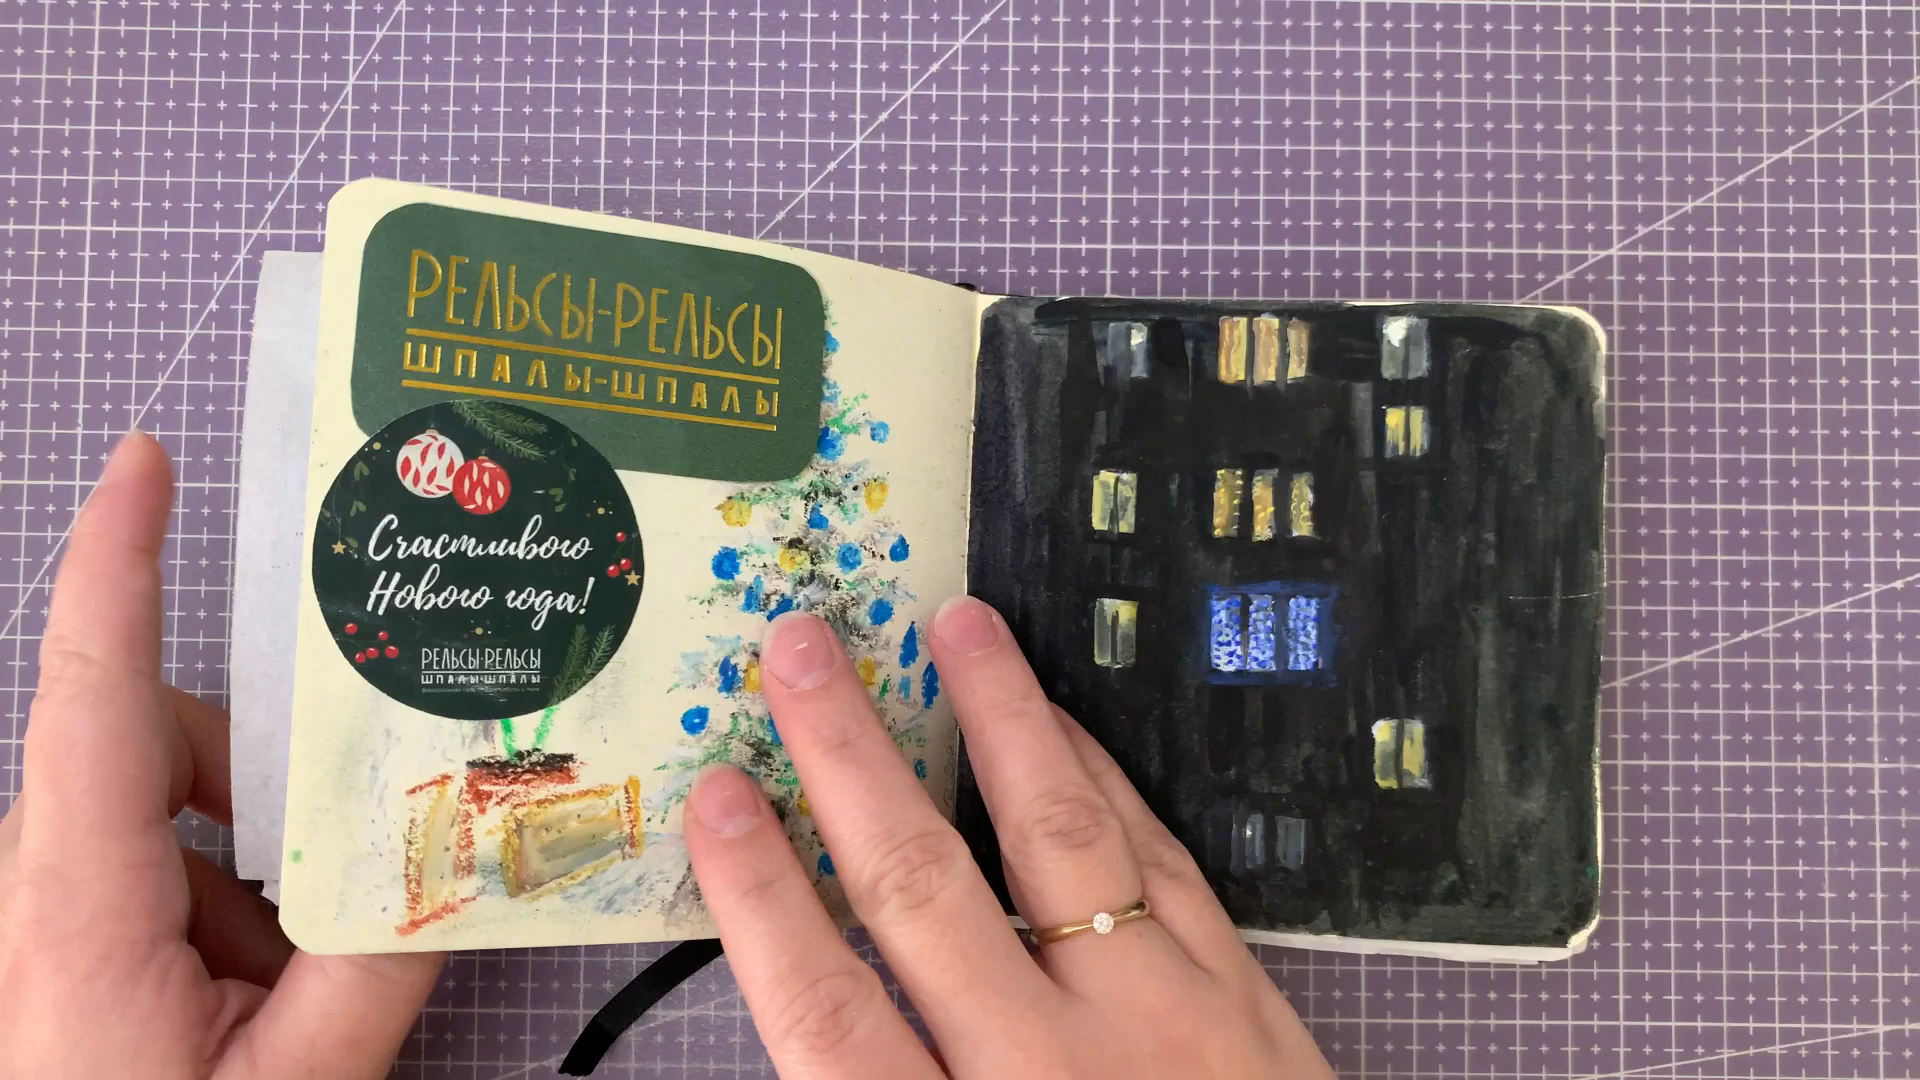 РЕЛЬСЫ-РЕЛЬСЫ
ШПАЛЫ-ШПАЛЫ
Счастливого
Нового года!
РЕЛЬСЫ-РЕЛЬСЫ
ШПАЛЫ-ШПАЛЫ